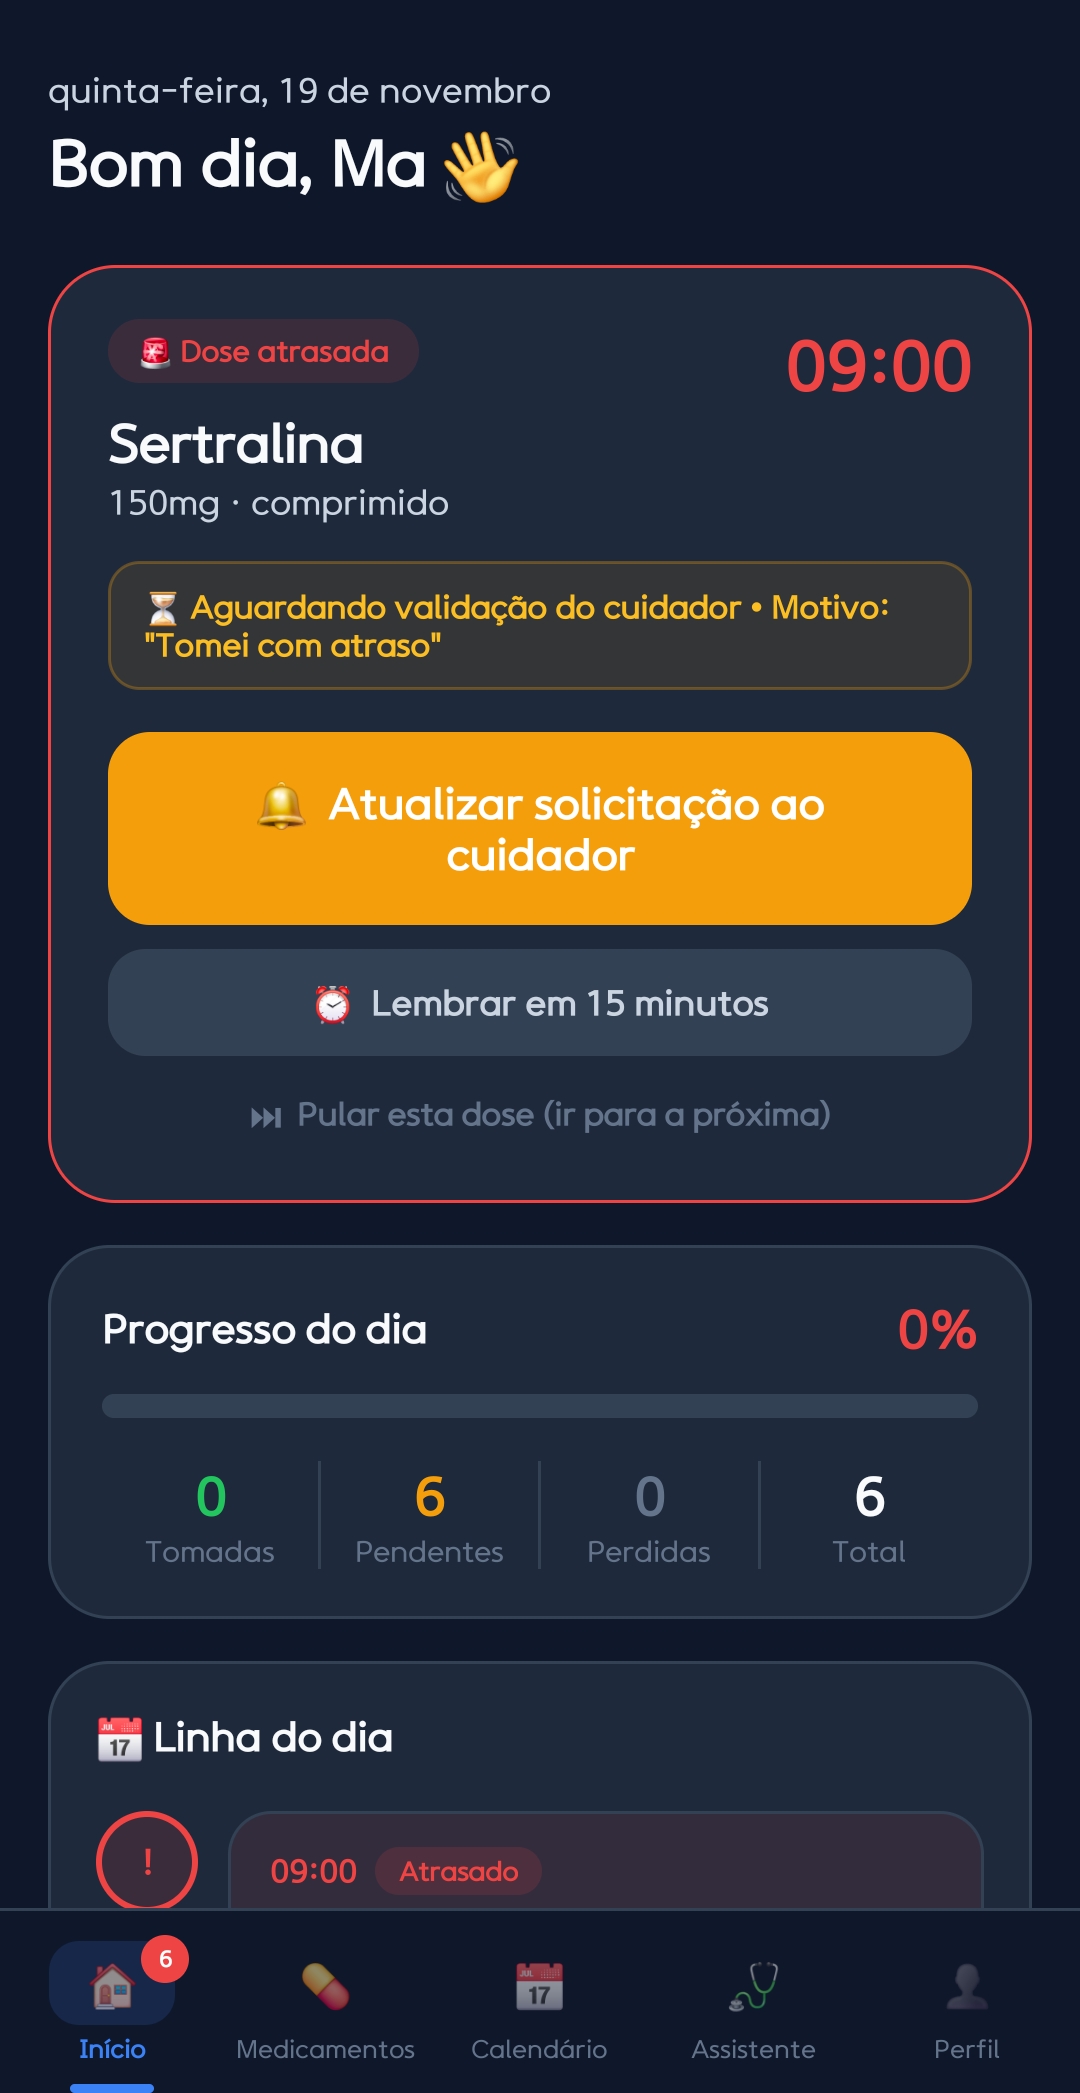 quinta-feira, 19 de novembro
Bom dia, Ma 👋
🚨 Dose atrasada
09:00
Sertralina
150mg · comprimido
⏳ Aguardando validação do cuidador • Motivo:
"Tomei com atraso"
🔔 Atualizar solicitação ao
cuidador
⏰ Lembrar em 15 minutos
⏭ Pular esta dose (ir para a próxima)
Progresso do dia
0%
0
Tomadas
6
Pendentes
0
Perdidas
6
Total
📅 Linha do dia
!
09:00
Atrasado
6
Início
Medicamentos
JUL
17
Calendário
Assistente
Perfil